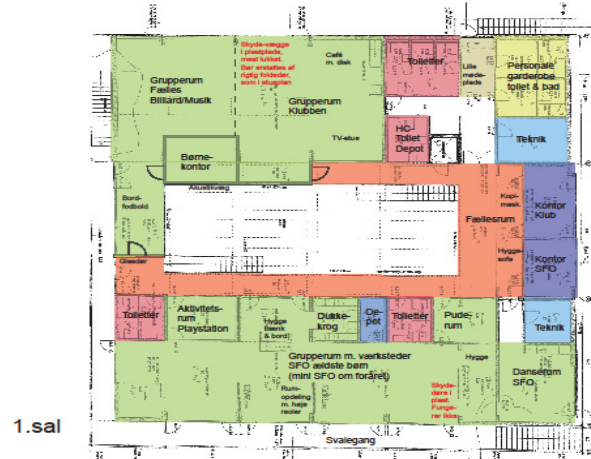 Skyde-vægge
i plastplade,
mest lukket.
Bør erstattes af
rigtig foldedør,
som i stueplan
Café
m. disk
Toiletter
Lille
møde-
plads
Personale
garderobe
toilet & bad
Grupperum
Fælles
Billiard/Musik
Grupperum
Klubben
TV-stue
HC-
Toilet
Depot
Teknik
Børne-
kontor
Akustikvæg
Bord-
fodbold
Kopi-
mask.
Kontor
Klub
Fællesrum
Hygge-
sofa
Kontor
SFO
Glasdør
Toiletter
Aktivitets-
rum
Playstation
Hygge
Bænk
& bord
Dukke-
krog
De-
pot
Toiletter
Pude-
rum
Teknik
Grupperum m. værksteder
SFO ældste børn
(mini SFO om foråret)
Hygge
Danserum
SFO
Rum-
opdeling
m. høje
reoler
Skyde-
døre i
plast.
Funge-
rer ikke
1.sal
Svalegang